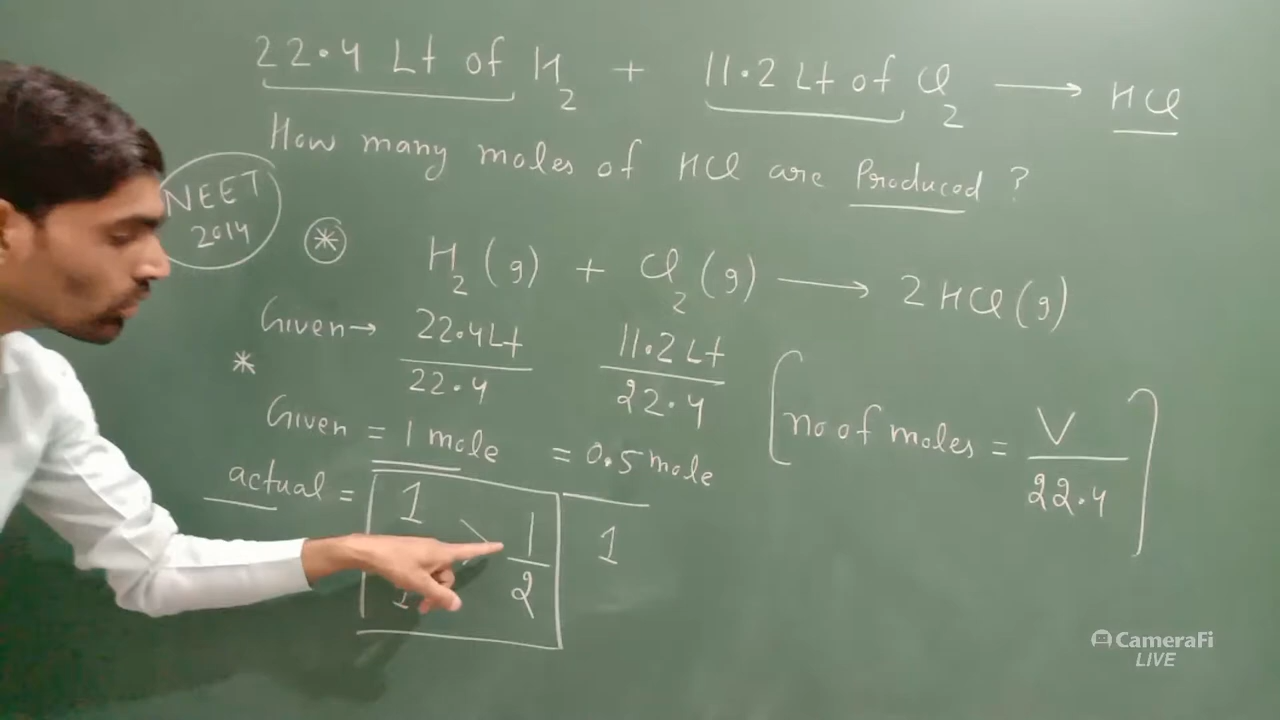 22.4 Lt of H2 + 11.2 Lt of Cl2 ⟶ HCl
How many moles of HCl are Produced ?
NEET
2014
* H2 (g) + Cl2 (g) ⟶ 2 HCl (g)
Given → 22.4 Lt / 22.4 11.2 Lt / 22.4
* [ no of moles = V / 22.4 ]
Given = 1 mole = 0.5 mole
actual = 1 / 1 > 1 / 2 1
CameraFi
LIVE